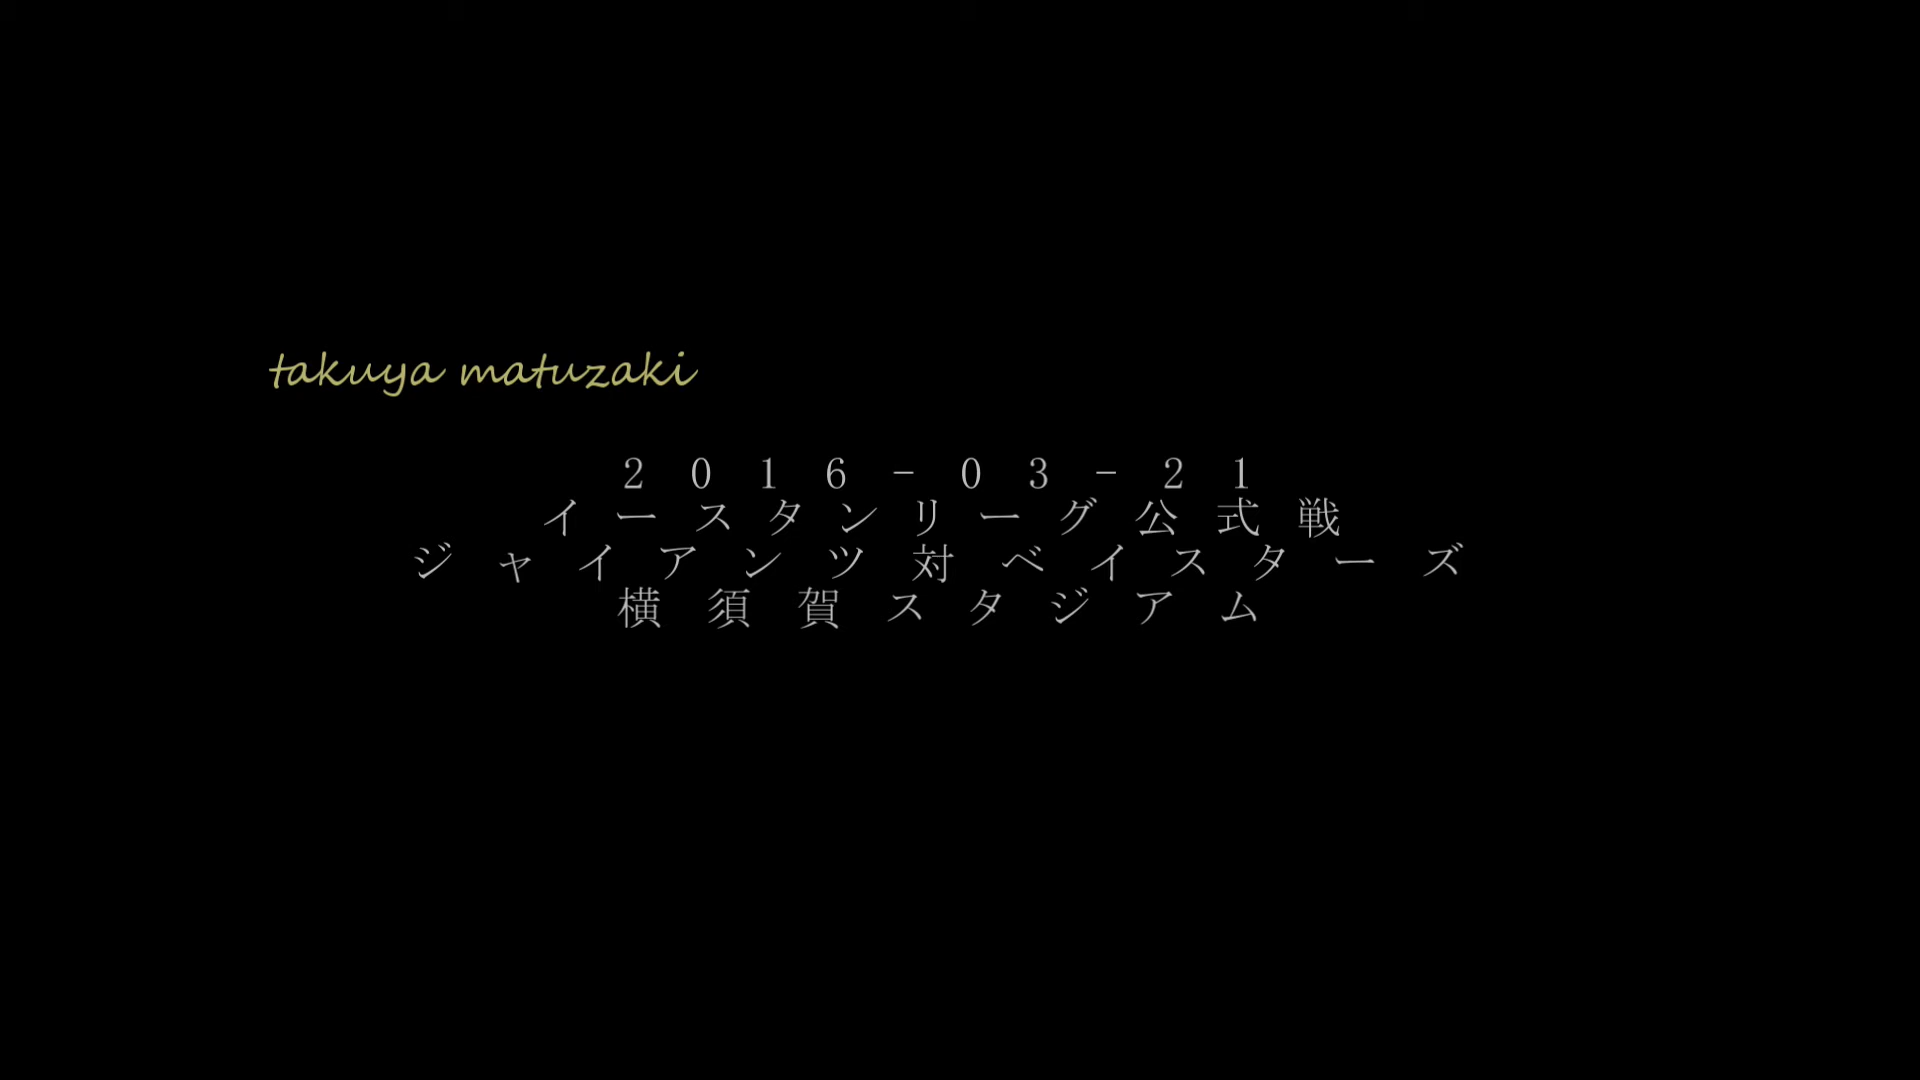 takuya matuzaki
2016-03-21
イースタンリーグ公式戦
ジャイアンツ対ベイスターズ
横須賀スタジアム